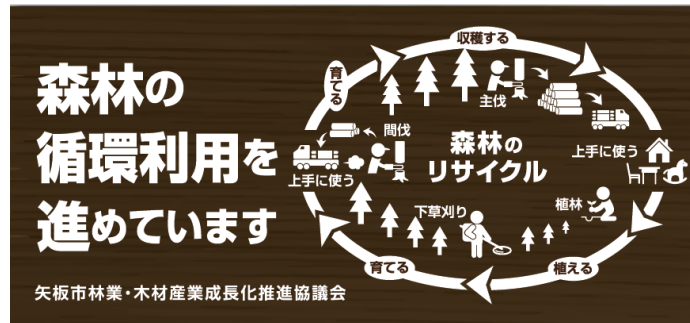 森林の
循環利用を
進めています
矢板市林業・木材産業成長化推進協議会
収穫する
育てる
主伐
間伐
上手に使う
森林の
リサイクル
上手に使う
植林
下草刈り
育てる
植える